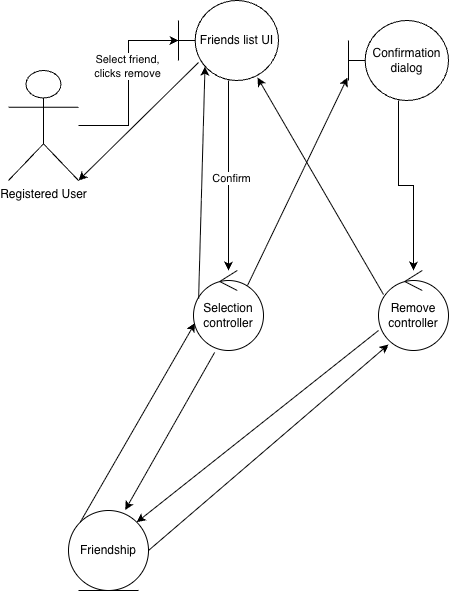 Friends list UI
Confirmation
dialog
Select friend,
clicks remove
Registered User
Confirm
Selection
controller
Remove
controller
Friendship